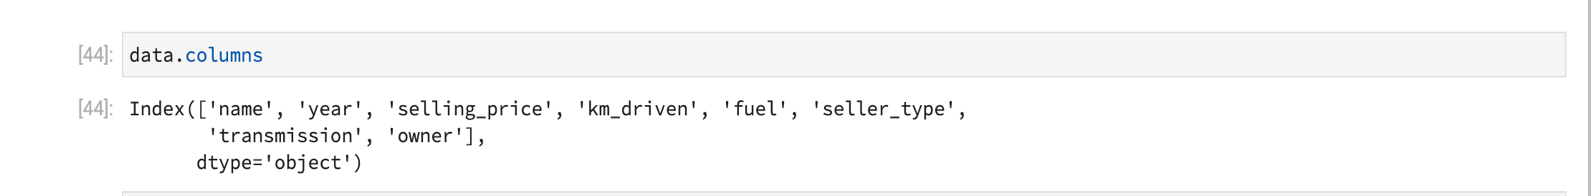 [44]: data.columns
[44]: Index(['name', 'year', 'selling_price', 'km_driven', 'fuel', 'seller_type',
'transmission', 'owner'],
dtype='object')